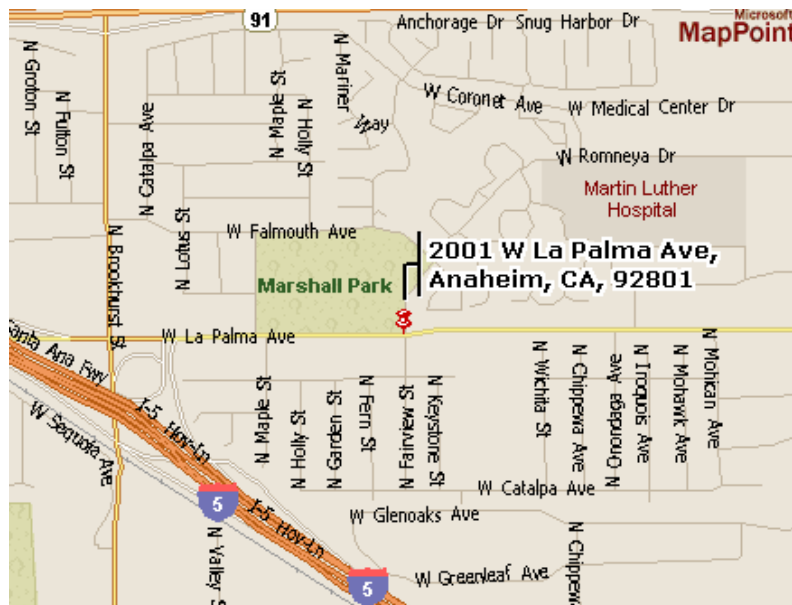 91
Anchorage Dr
Snug Harbor Dr
Microsoft
MapPoint
N Groton St
N Fulton St
N Catalpa Ave
N Maple St
N Holly St
N Mariner Way
W Coronet Ave
W Medical Center Dr
W Romneya Dr
Martin Luther
Hospital
N Lotus St
N Brookhurst St
W Falmouth Ave
2001 W La Palma Ave,
Anaheim, CA, 92801
Marshall Park
W La Palma Ave
Santa Ana Fwy
I-5 Hov-Ln
W Sequoia Ave
N Maple St
N Holly St
N Garden St
N Fern St
N Fairview St
N Keystone St
N Wichita St
N Chippewa Ave
N Onondaga Ave
N Iroquois Ave
N Mohawk Ave
N Mohican Ave
W Catalpa Ave
5
I-5 Hov-Ln
W Glenoaks Ave
N Valley St
N Chippew
W Greenleaf Ave
5